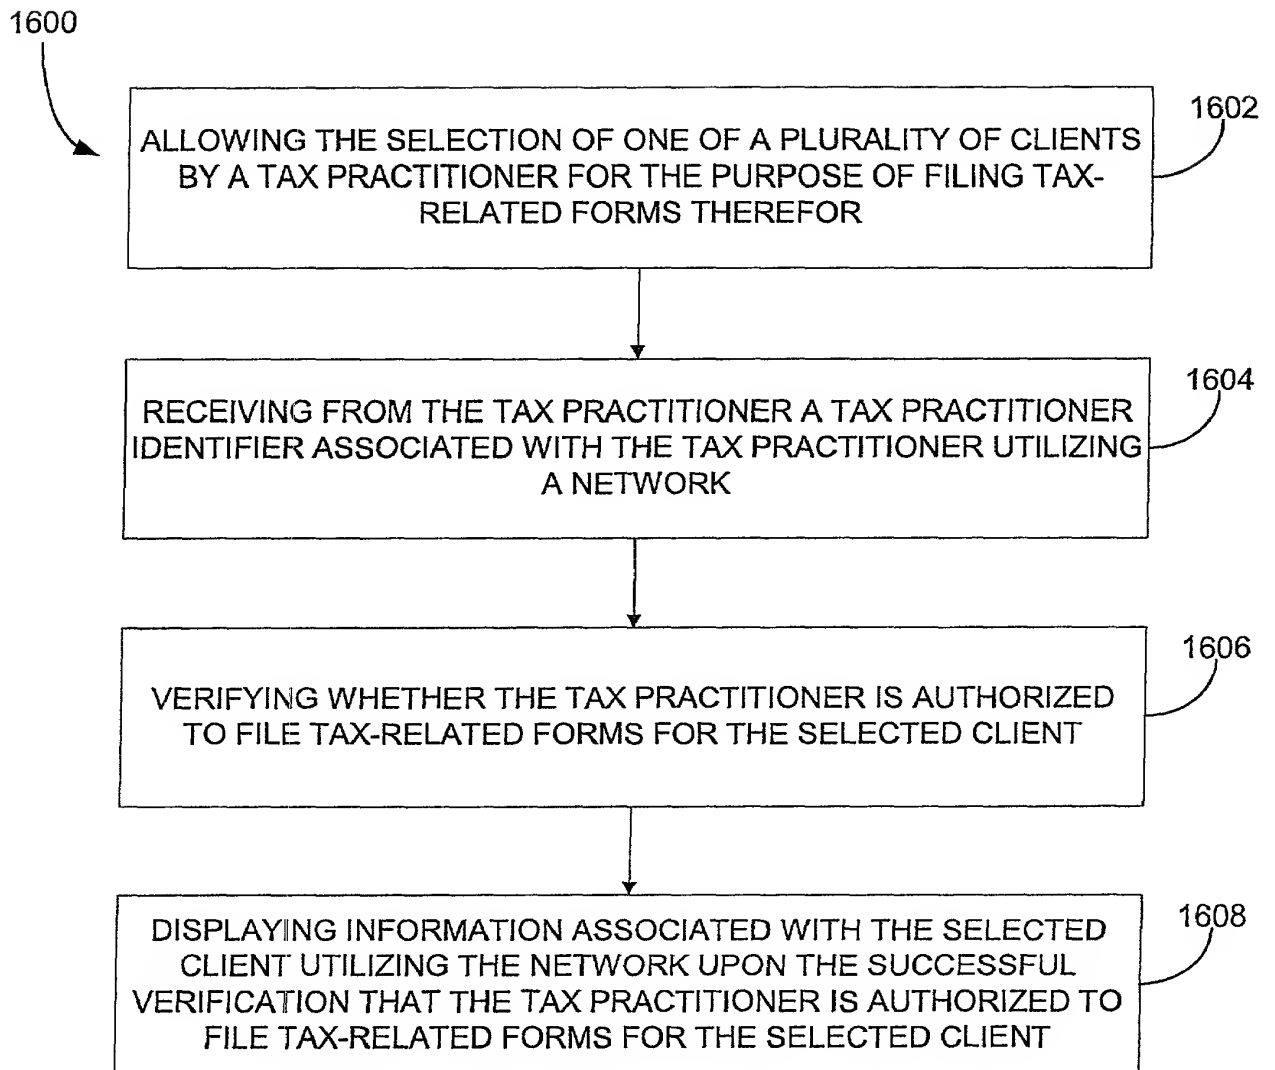 1600
1602
ALLOWING THE SELECTION OF ONE OF A PLURALITY OF CLIENTS
BY A TAX PRACTITIONER FOR THE PURPOSE OF FILING TAX-
RELATED FORMS THEREFOR
1604
RECEIVING FROM THE TAX PRACTITIONER A TAX PRACTITIONER
IDENTIFIER ASSOCIATED WITH THE TAX PRACTITIONER UTILIZING
A NETWORK
1606
VERIFYING WHETHER THE TAX PRACTITIONER IS AUTHORIZED
TO FILE TAX-RELATED FORMS FOR THE SELECTED CLIENT
1608
DISPLAYING INFORMATION ASSOCIATED WITH THE SELECTED
CLIENT UTILIZING THE NETWORK UPON THE SUCCESSFUL
VERIFICATION THAT THE TAX PRACTITIONER IS AUTHORIZED TO
FILE TAX-RELATED FORMS FOR THE SELECTED CLIENT